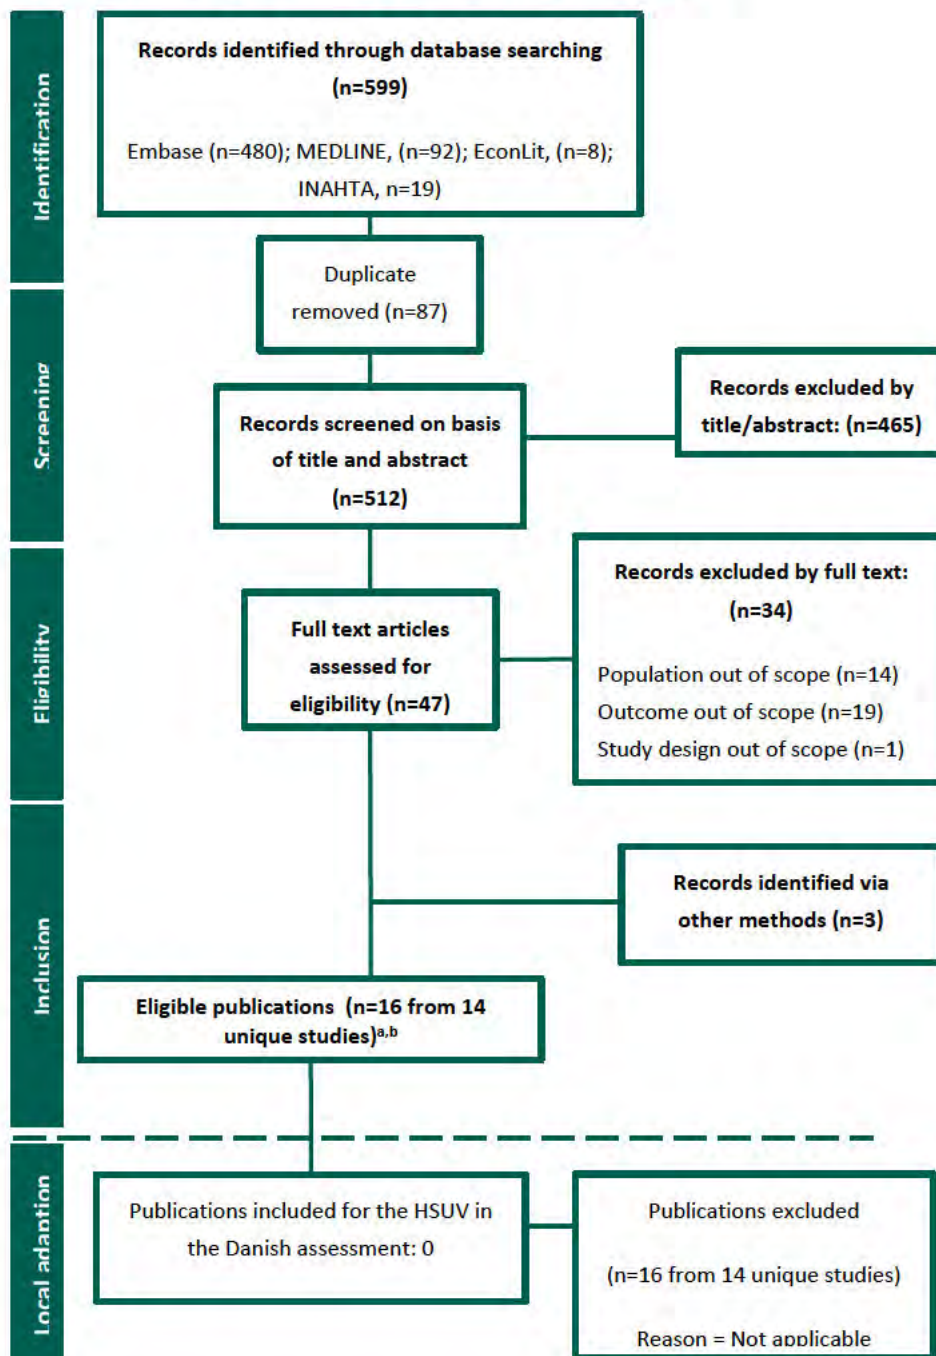 Identification
Records identified through database searching
(n=599)
Embase (n=480); MEDLINE, (n=92); EconLit, (n=8);
INAHTA, n=19)
Duplicate
removed (n=87)
Screening
Records screened on basis
of title and abstract
(n=512)
Records excluded by
title/abstract: (n=465)
Eligibility
Full text articles
assessed for
eligibility (n=47)
Records excluded by full text:
(n=34)
Population out of scope (n=14)
Outcome out of scope (n=19)
Study design out of scope (n=1)
Inclusion
Records identified via
other methods (n=3)
Eligible publications (n=16 from 14
unique studies)a,b
Local adaption
Publications included for the HSUV in
the Danish assessment: 0
Publications excluded
(n=16 from 14 unique studies)
Reason = Not applicable